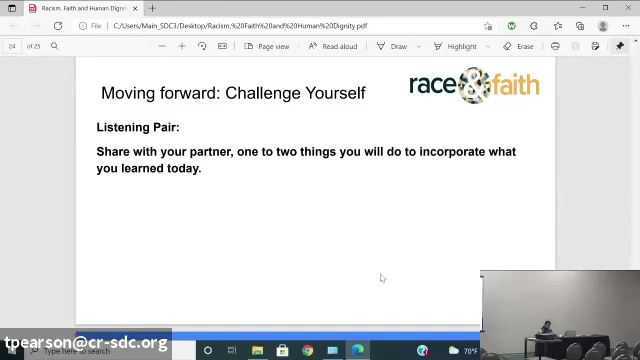 Racism,%20Faith and Human Dignity
C:/Users/Main_SDC3/Desktop/Racism,%20Faith%20and%20Human%20Dignity.pdf
24 of 25
Page view
Read aloud
Draw
Highlight
Erase
Moving forward: Challenge Yourself
race&faith
Listening Pair:
Share with your partner, one to two things you will do to incorporate what
you learned today.
tpearson@cr-sdc.org
Type here to search
70°F